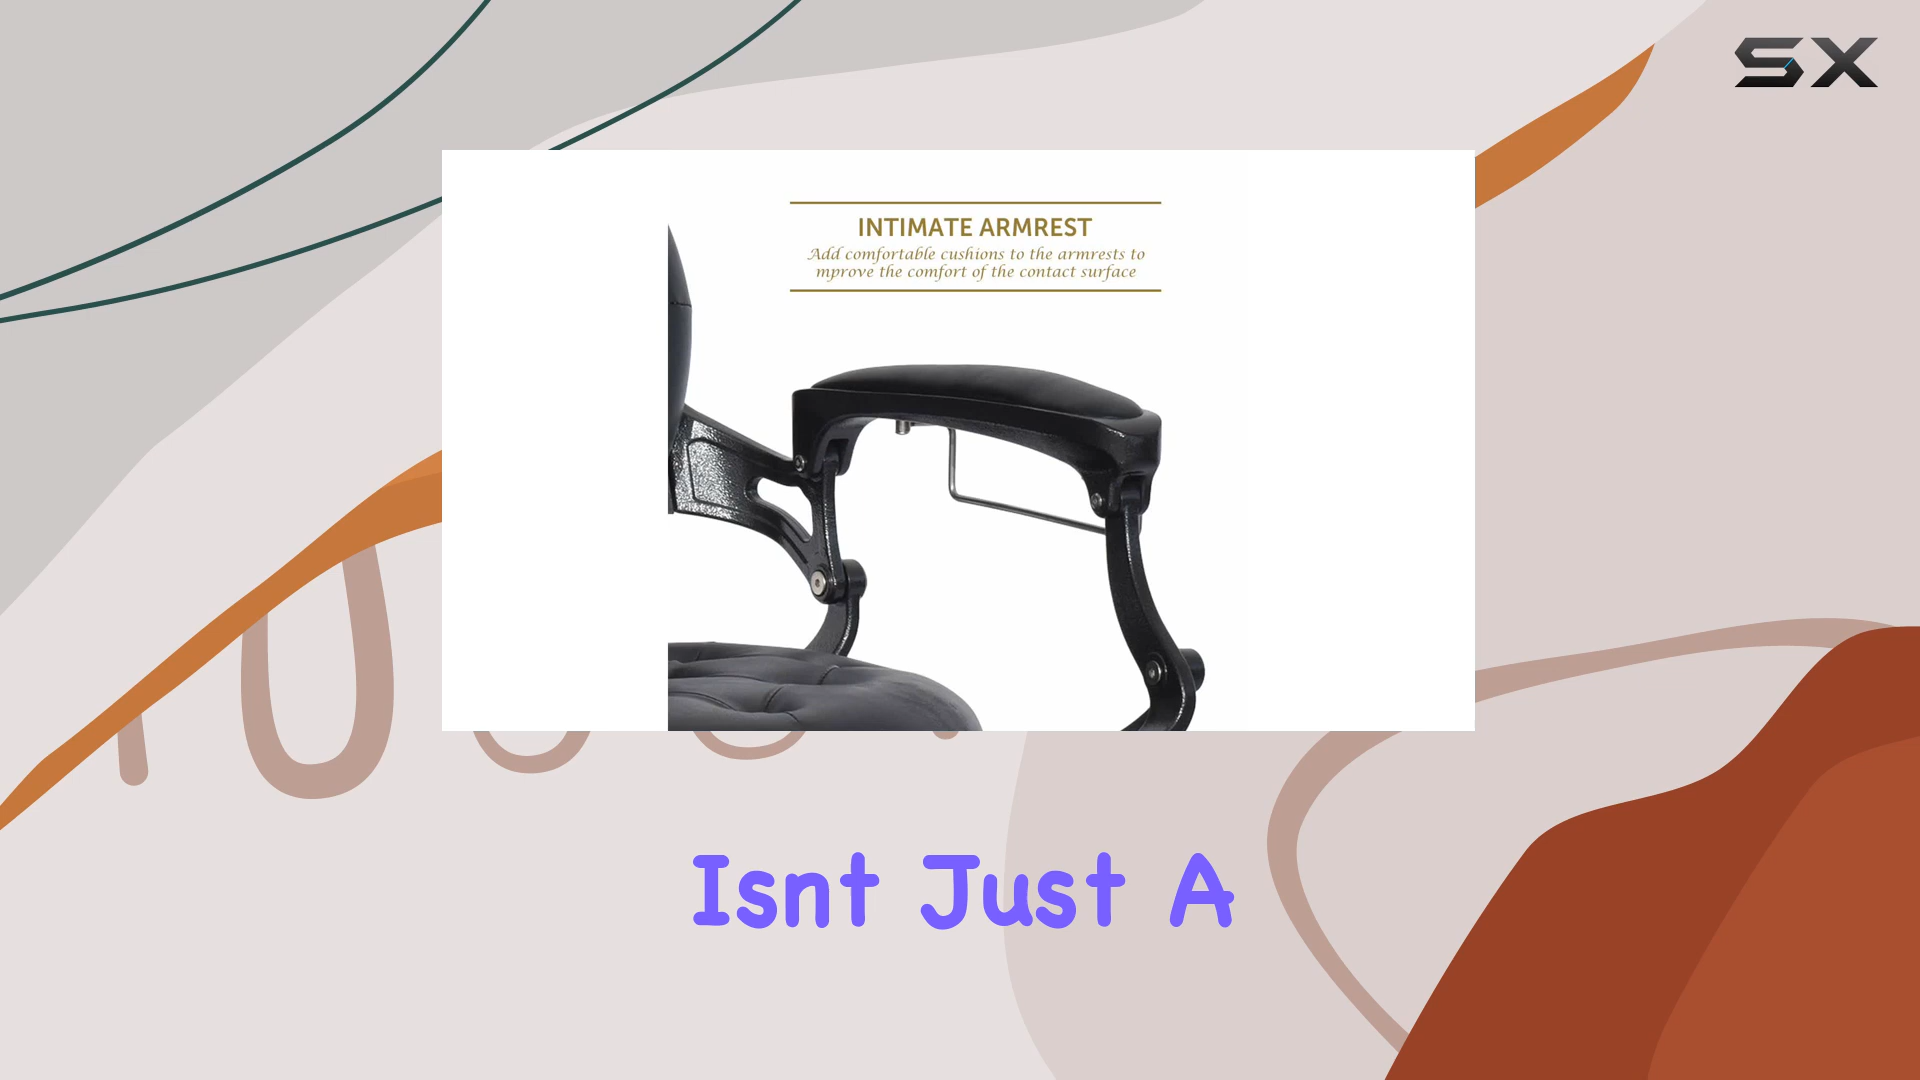 SX
INTIMATE ARMREST
Add comfortable cushions to the armrests to
mprove the comfort of the contact surface
Isnt Just A